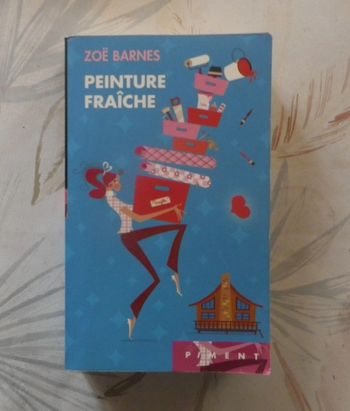 ZOË BARNES
PEINTURE
FRAÎCHE
PIMENT